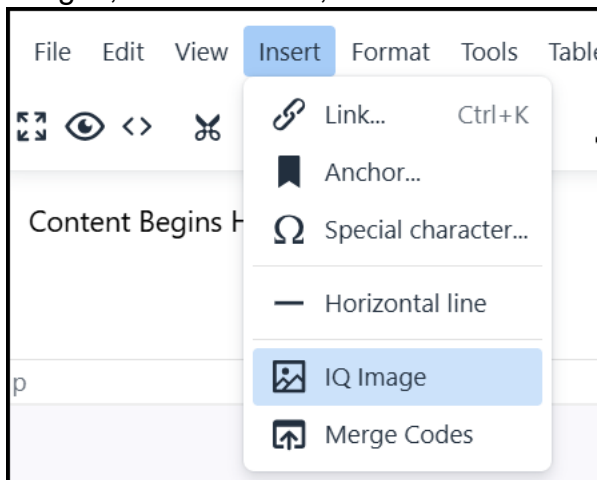 File Edit View Insert Format Tools
Link... Ctrl+K
Anchor...
Content Begins
Special character...
Horizontal line
IQ Image
p
Merge Codes